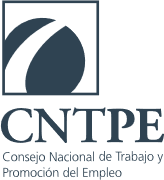 CNTPE
Consejo Nacional de Trabajo y
Promoción del Empleo